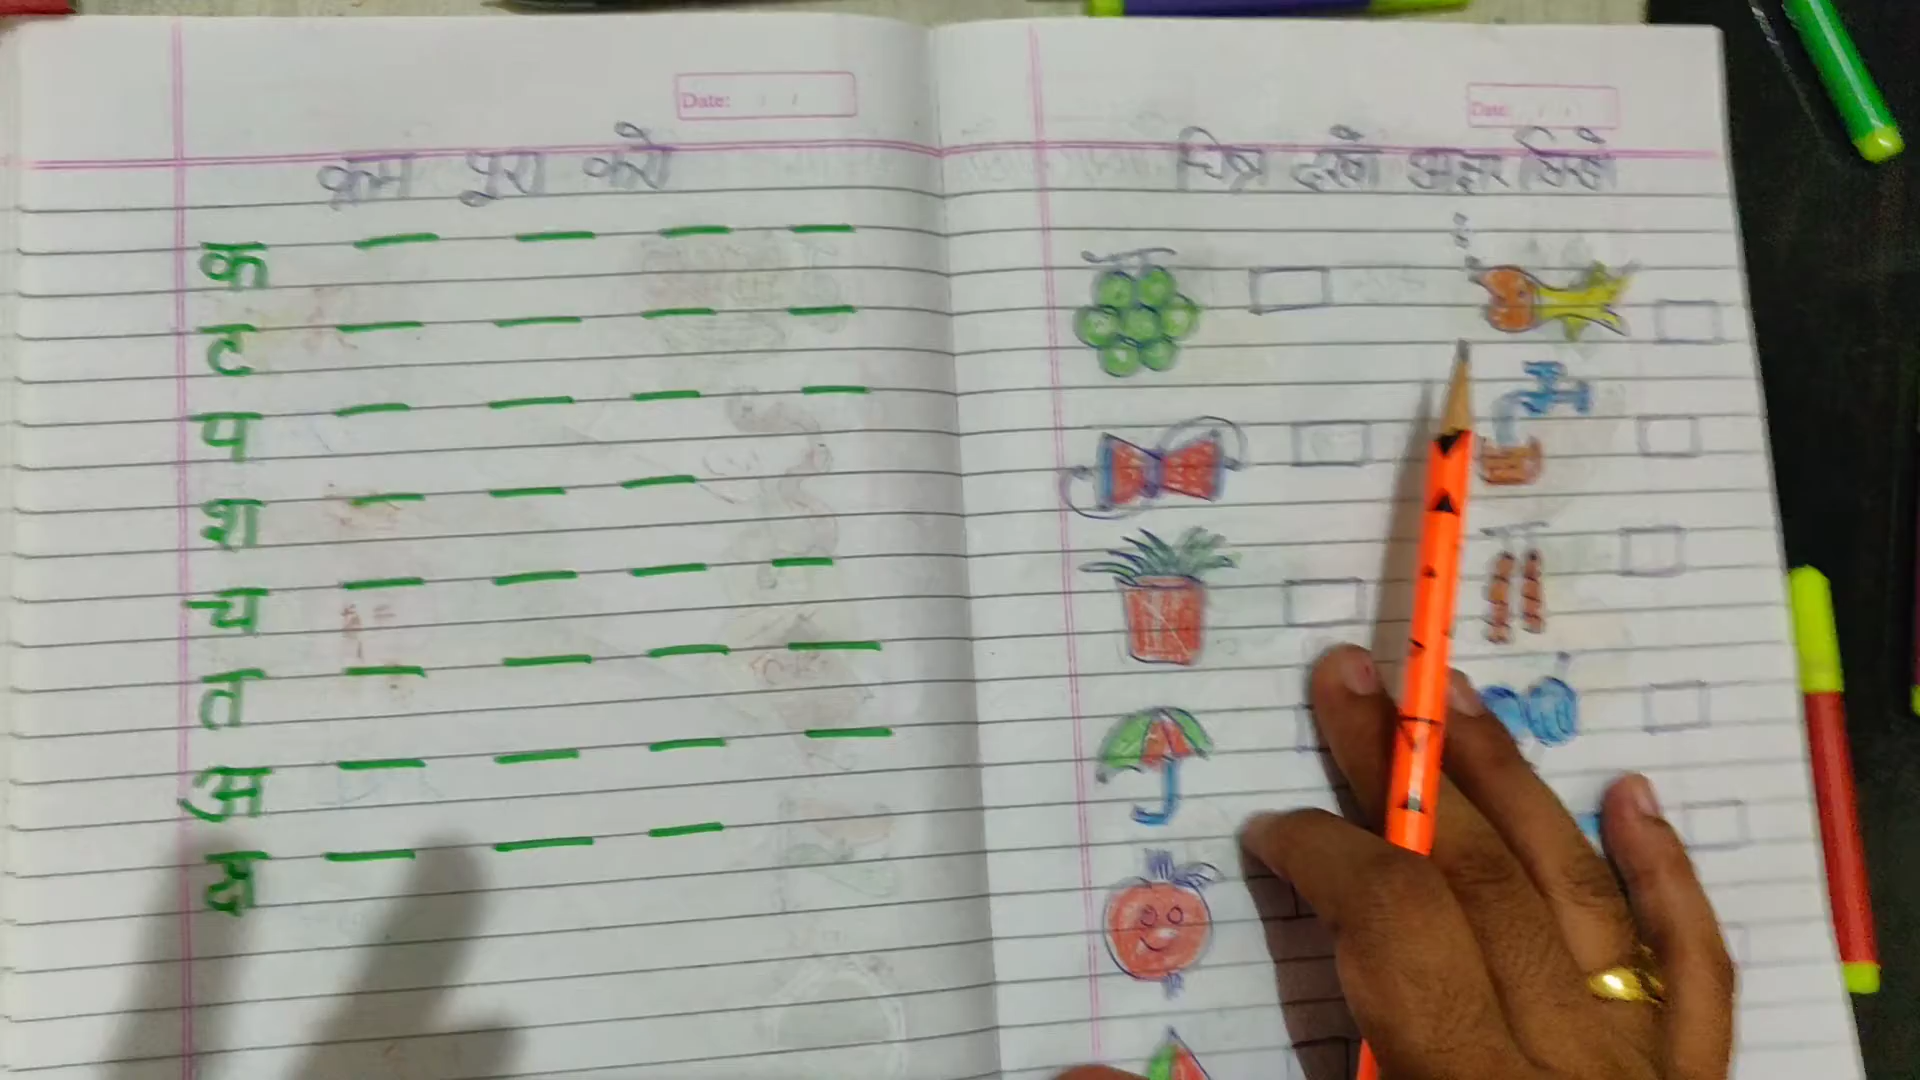 Date:
क्रम पूरा करो
क
ट
प
श
च
त
अ
क्ष
Date:
चित्र देखो अक्षर लिखो